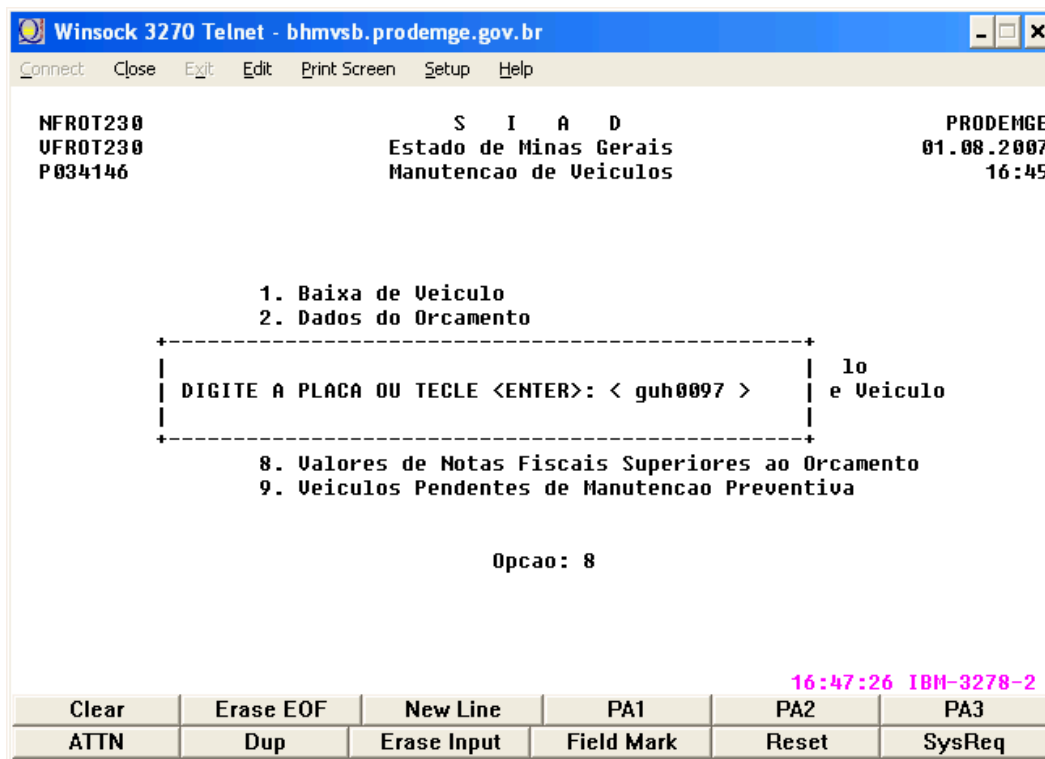 Winsock 3270 Telnet - bhmvsb.prodemge.gov.br
Connect Close Exit Edit Print Screen Setup Help
NFROT230 S I A D PRODEMGE
VFROT230 Estado de Minas Gerais 01.08.2007
P034146 Manutencao de Veiculos 16:45
1. Baixa de Veiculo
2. Dados do Orcamento
+-------------------------------------------------+
| | lo
| DIGITE A PLACA OU TECLE <ENTER>: < guh0097 > | e Veiculo
| |
+-------------------------------------------------+
8. Valores de Notas Fiscais Superiores ao Orcamento
9. Veiculos Pendentes de Manutencao Preventiva
Opcao: 8
16:47:26 IBM-3278-2
Clear Erase EOF New Line PA1 PA2 PA3
ATTN Dup Erase Input Field Mark Reset SysReq